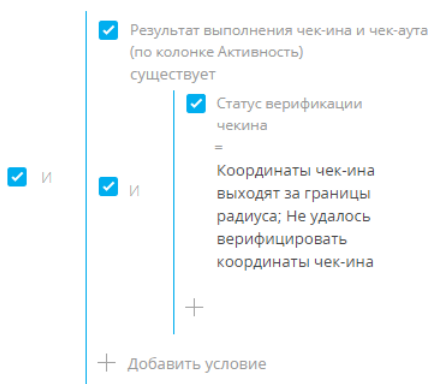 Результат выполнения чек-ина и чек-аута
(по колонке Активность)
существует
Статус верификации
чекина
=
Координаты чек-ина
выходят за границы
радиуса; Не удалось
верифицировать
координаты чек-ина
И
И
Добавить условие